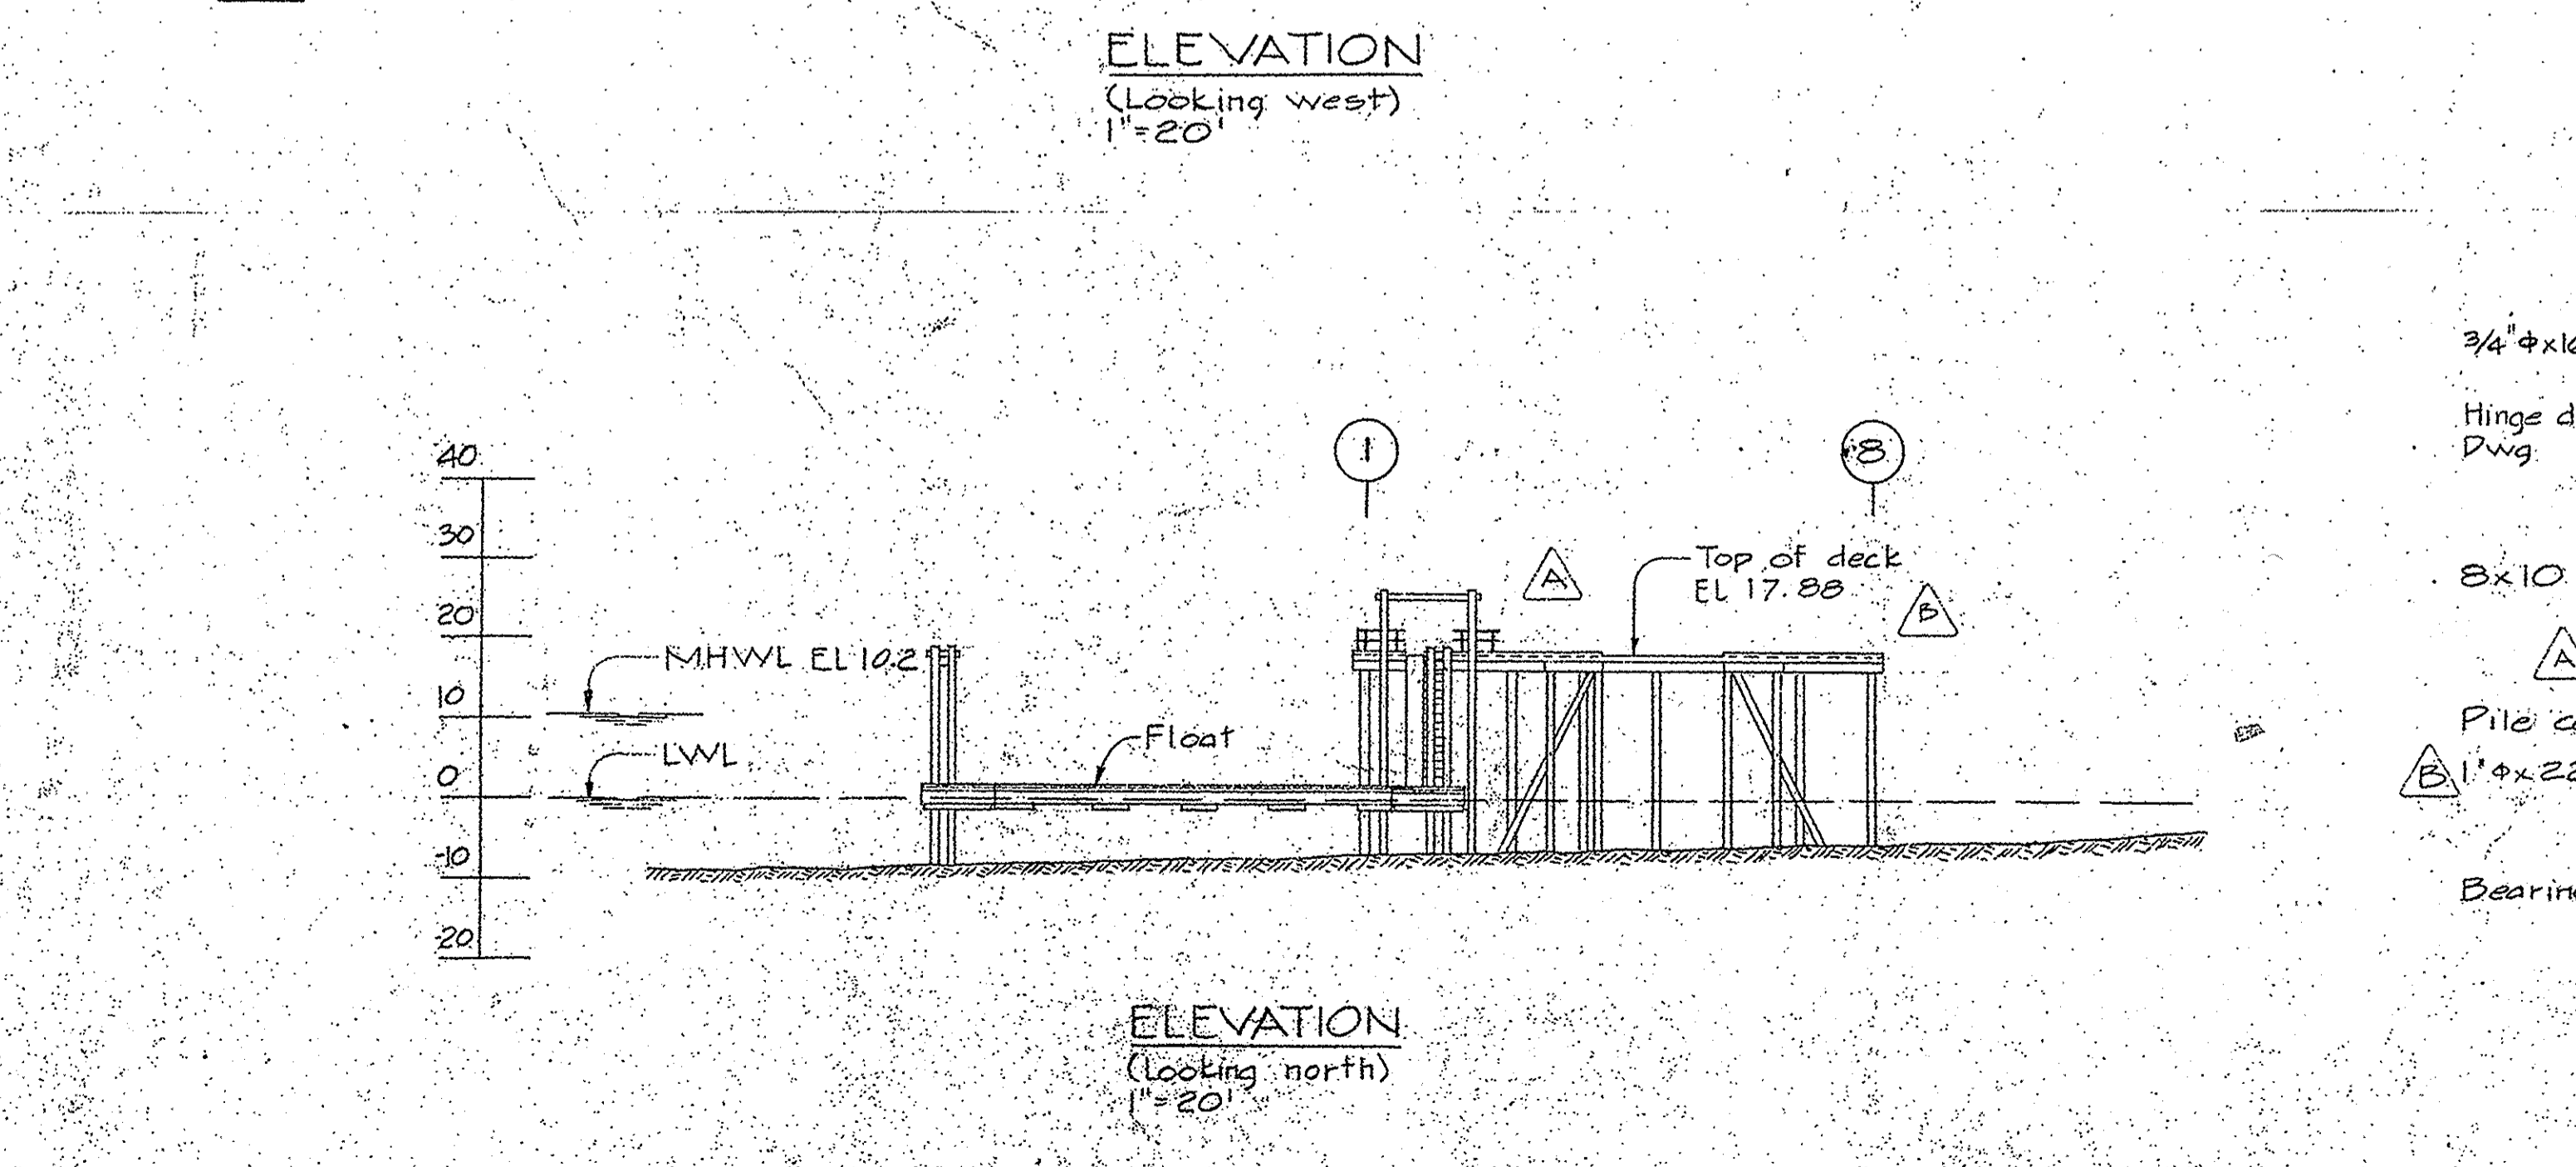 ELEVATION
(Looking west)
1"=20'
3/4"Φx16
Hinge d
Dwg
1
8
40
30
20
10
0
-10
-20
MHWL EL 10.2
LWL
Float
A
Top of deck
EL 17.88
B
8x10
A
Pile c
B
1"Φx22
Bearin
ELEVATION
(Looking north)
1"=20'